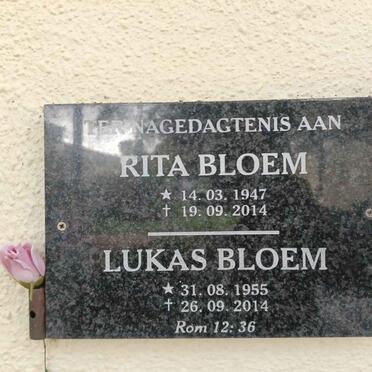 TER NAGEDAGTENIS AAN
RITA BLOEM
★ 14. 03. 1947
† 19. 09. 2014
LUKAS BLOEM
★ 31. 08. 1955
† 26. 09. 2014
Rom 12: 36